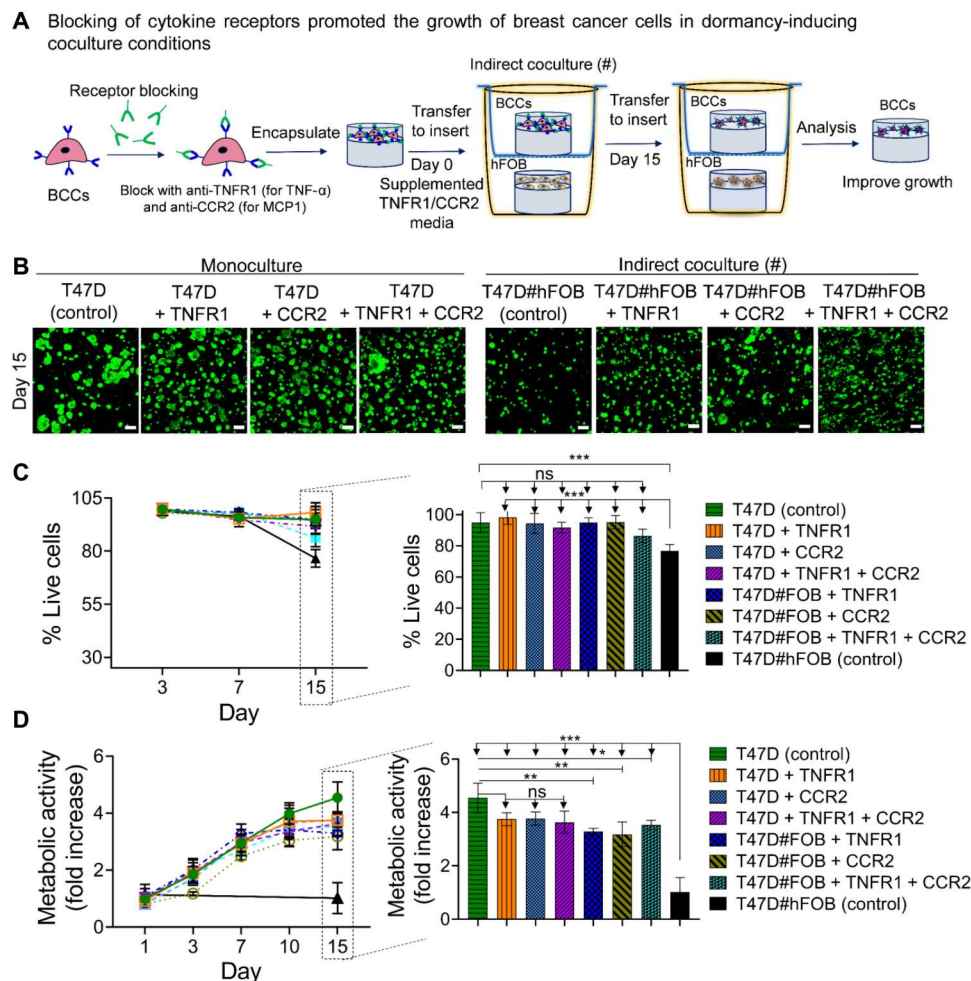 A Blocking of cytokine receptors promoted the growth of breast cancer cells in dormancy-inducing
coculture conditions
Receptor blocking
BCCs
Block with anti-TNFR1 (for TNF-α)
and anti-CCR2 (for MCP1)
Encapsulate
Transfer
to insert
Day 0
Supplemented
TNFR1/CCR2
media
Indirect coculture (#)
BCCs
hFOB
Transfer
to insert
Day 15
BCCs
hFOB
Analysis
BCCs
Improve growth
B
Monoculture
Indirect coculture (#)
T47D
(control)
T47D
+ TNFR1
T47D
+ CCR2
T47D
+ TNFR1 + CCR2
T47D#hFOB
(control)
T47D#hFOB
+ TNFR1
T47D#hFOB
+ CCR2
T47D#hFOB
+ TNFR1 + CCR2
Day 15
C
% Live cells
105
80
55
30
3 7 15
Day
% Live cells
100
80
60
40
20
0
***
ns
***
T47D (control)
T47D + TNFR1
T47D + CCR2
T47D + TNFR1 + CCR2
T47D#FOB + TNFR1
T47D#FOB + CCR2
T47D#FOB + TNFR1 + CCR2
T47D#hFOB (control)
D
Metabolic activity
(fold increase)
6
4
2
0
1 3 7 10 15
Day
Metabolic activity
(fold increase)
6
4
2
0
***
*
**
**
ns
T47D (control)
T47D + TNFR1
T47D + CCR2
T47D + TNFR1 + CCR2
T47D#FOB + TNFR1
T47D#FOB + CCR2
T47D#FOB + TNFR1 + CCR2
T47D#hFOB (control)